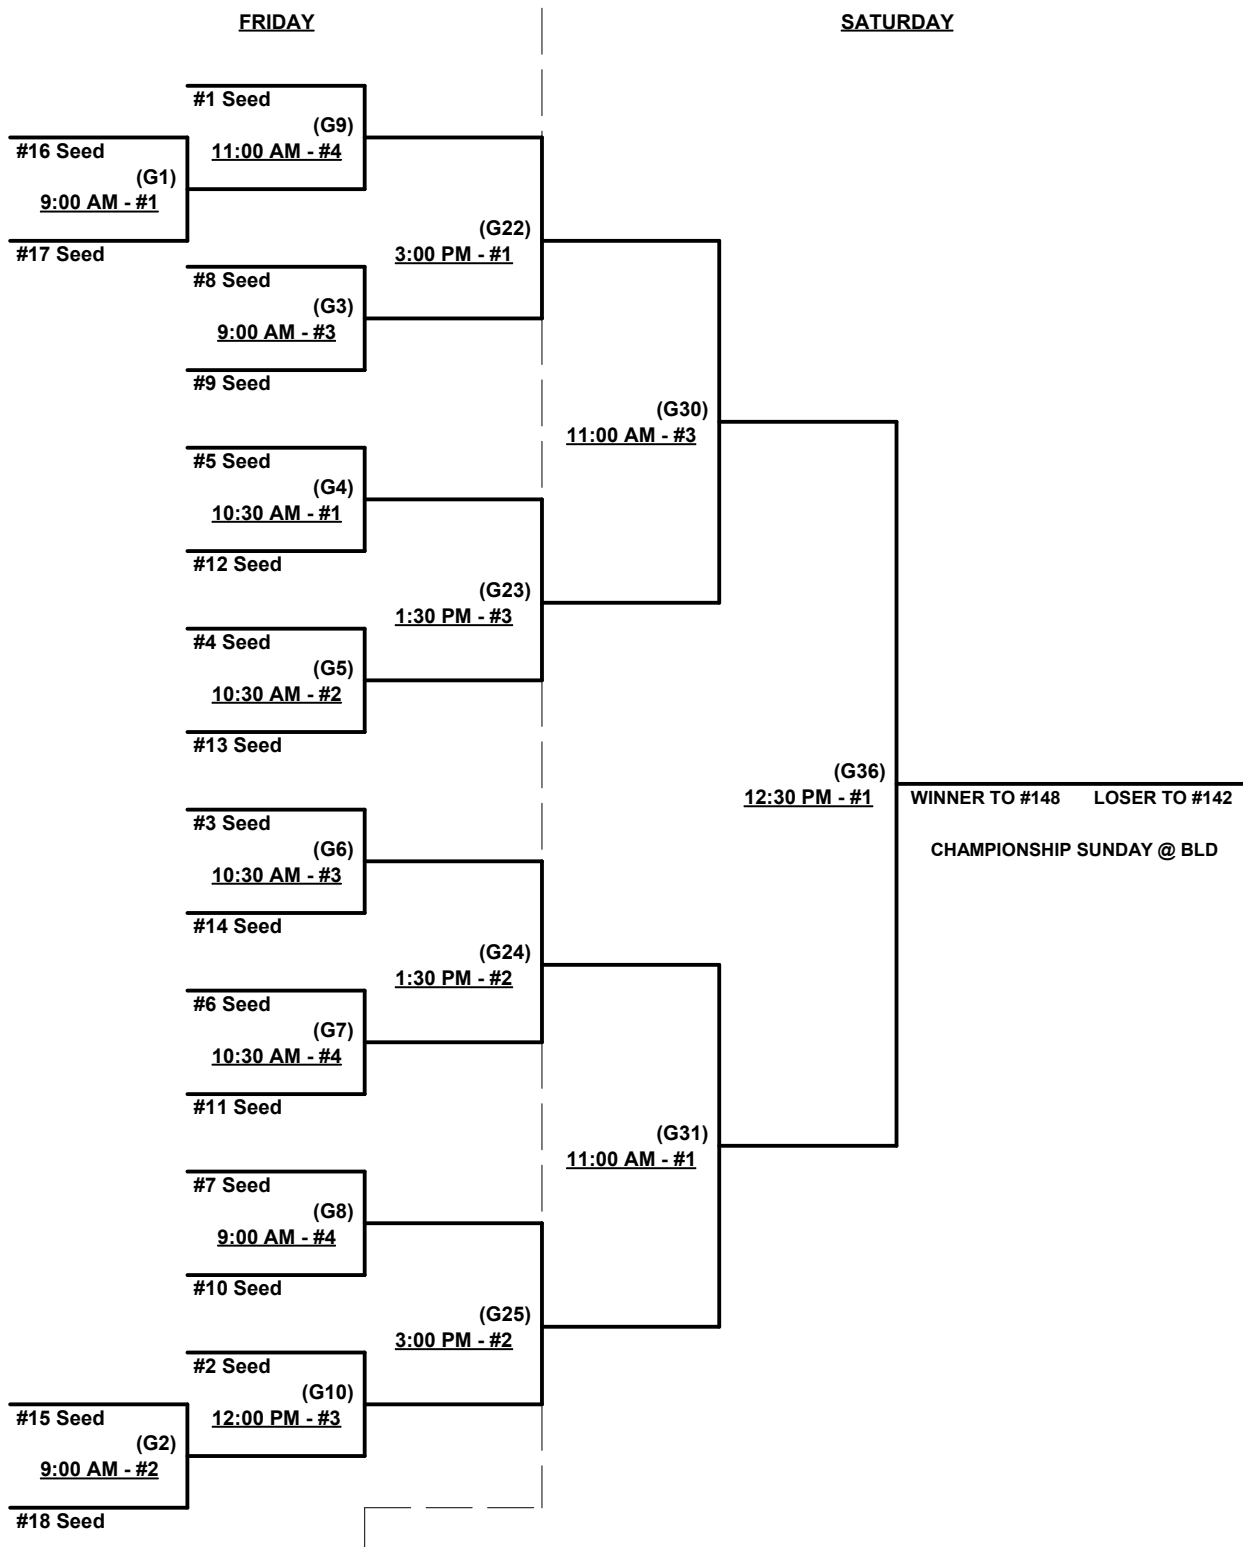 FRIDAY
SATURDAY
#1 Seed
(G9)
11:00 AM - #4
#16 Seed
(G1)
9:00 AM - #1
#17 Seed
(G22)
3:00 PM - #1
#8 Seed
(G3)
9:00 AM - #3
#9 Seed
(G30)
11:00 AM - #3
#5 Seed
(G4)
10:30 AM - #1
#12 Seed
(G23)
1:30 PM - #3
#4 Seed
(G5)
10:30 AM - #2
#13 Seed
(G36)
12:30 PM - #1
WINNER TO #148
LOSER TO #142
CHAMPIONSHIP SUNDAY @ BLD
#3 Seed
(G6)
10:30 AM - #3
#14 Seed
(G24)
1:30 PM - #2
#6 Seed
(G7)
10:30 AM - #4
#11 Seed
(G31)
11:00 AM - #1
#7 Seed
(G8)
9:00 AM - #4
#10 Seed
(G25)
3:00 PM - #2
#2 Seed
(G10)
12:00 PM - #3
#15 Seed
(G2)
9:00 AM - #2
#18 Seed